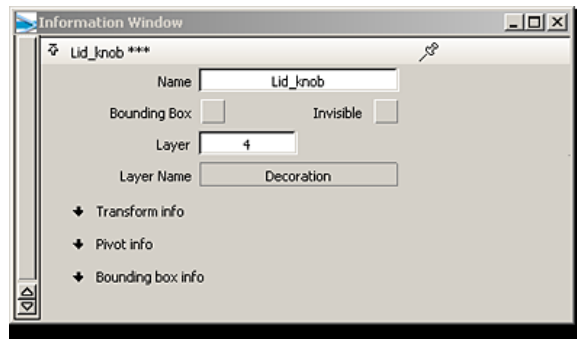 Information Window
Lid_knob ***
Name Lid_knob
Bounding Box Invisible
Layer 4
Layer Name Decoration
Transform info
Pivot info
Bounding box info